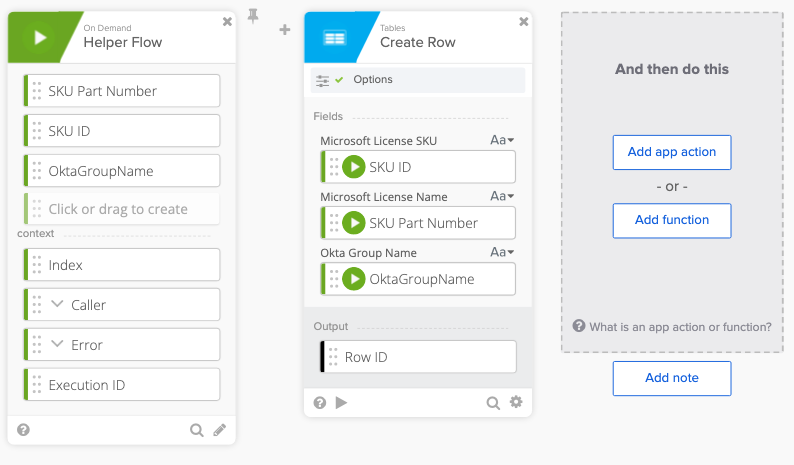 On Demand
Helper Flow
SKU Part Number
SKU ID
OktaGroupName
Click or drag to create
context
Index
Caller
Error
Execution ID
Tables
Create Row
Options
Fields
Microsoft License SKU Aa
SKU ID
Microsoft License Name Aa
SKU Part Number
Okta Group Name Aa
OktaGroupName
Output
Row ID
And then do this
Add app action
- or -
Add function
What is an app action or function?
Add note